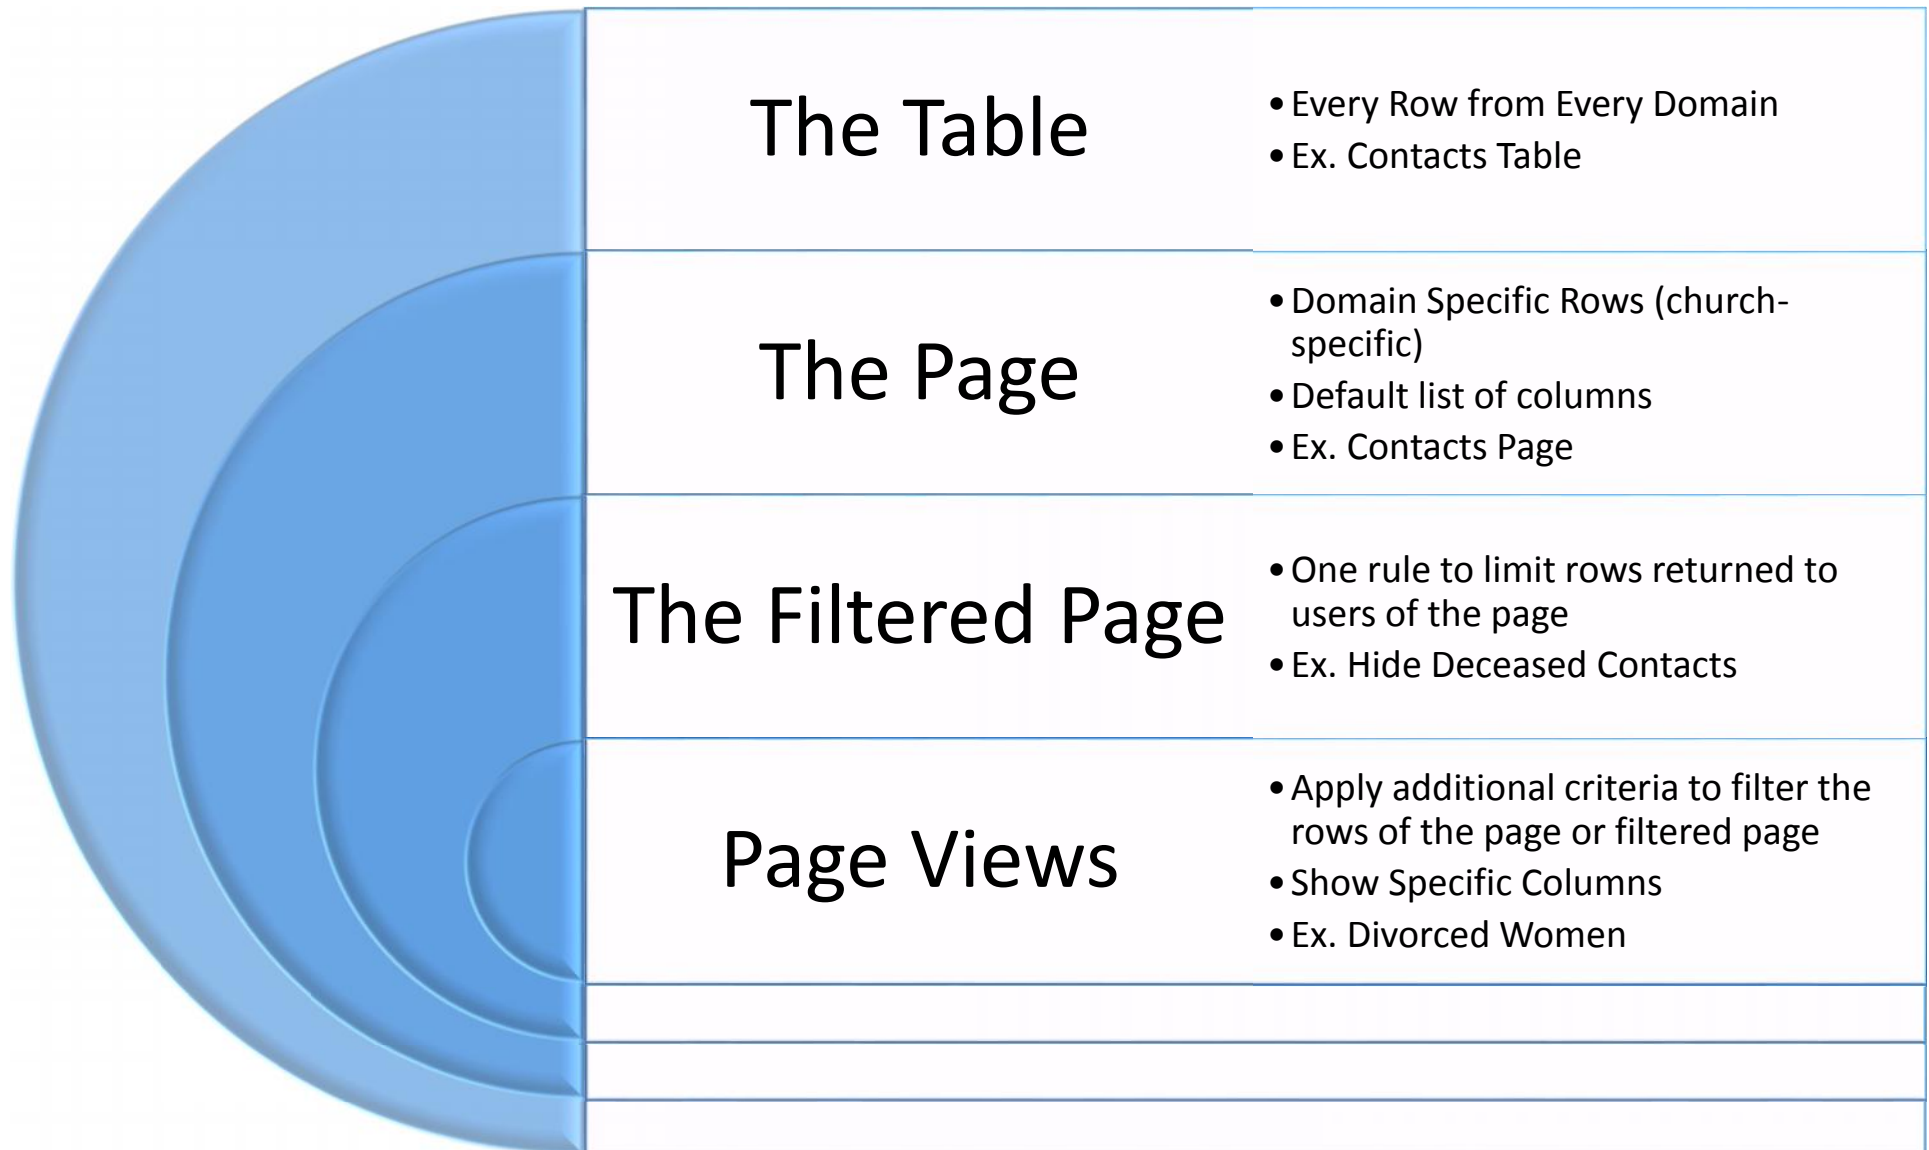 The Table
• Every Row from Every Domain
• Ex. Contacts Table
The Page
• Domain Specific Rows (church-
specific)
• Default list of columns
• Ex. Contacts Page
The Filtered Page
• One rule to limit rows returned to
users of the page
• Ex. Hide Deceased Contacts
Page Views
• Apply additional criteria to filter the
rows of the page or filtered page
• Show Specific Columns
• Ex. Divorced Women